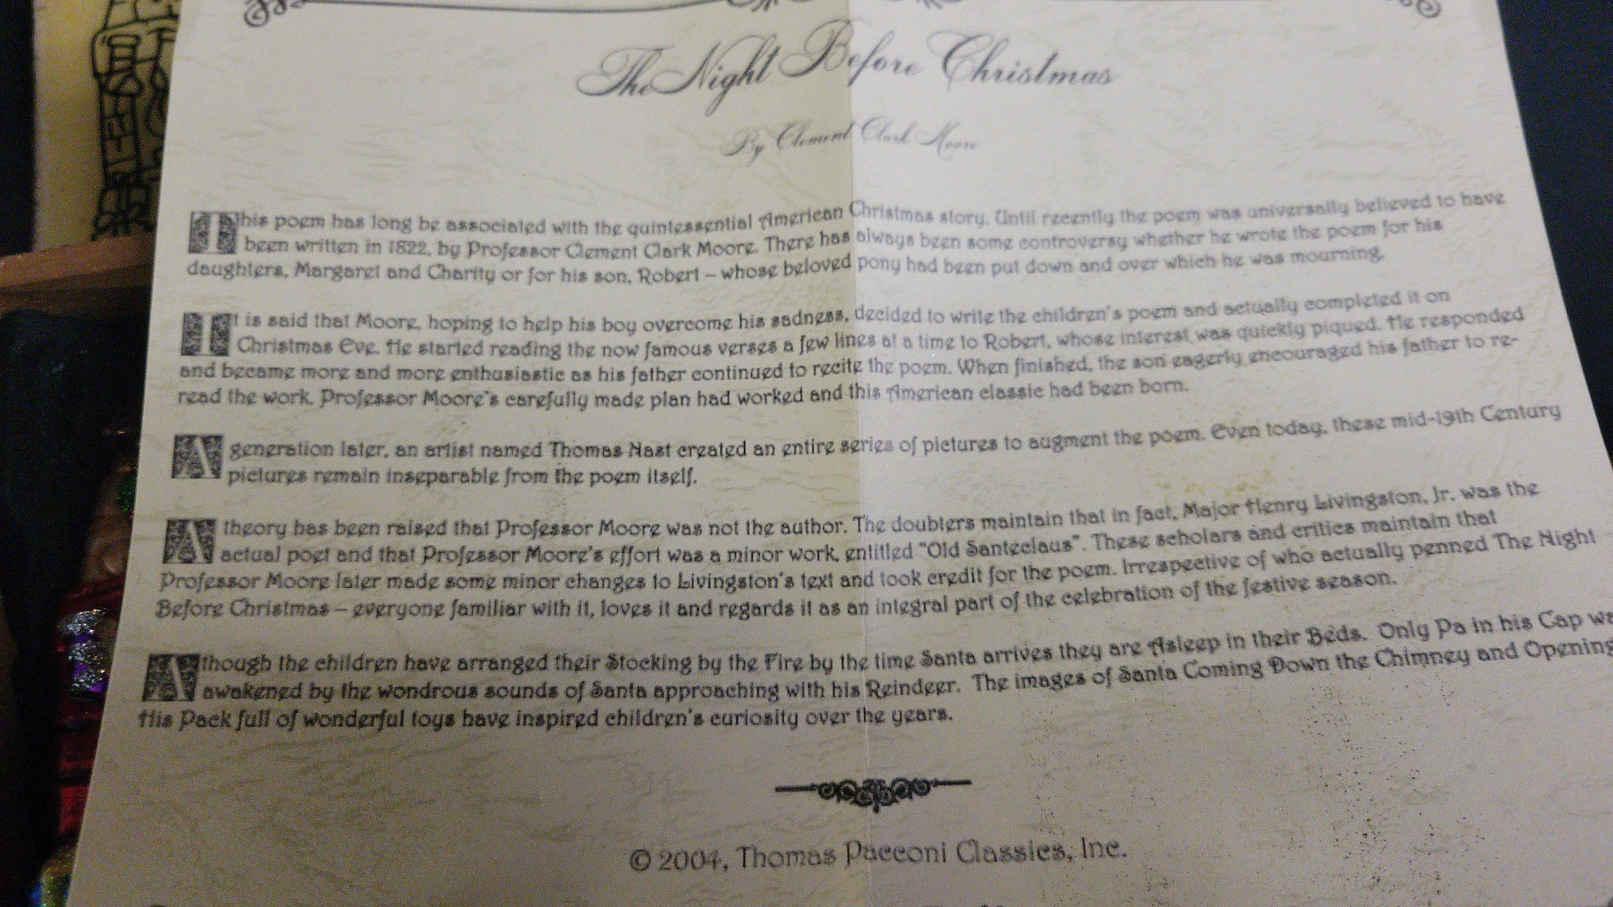 The Night Before Christmas
By Clement Clark Moore
This poem has long be associated with the quintessential American Christmas story. Until recently the poem was universally believed to have
been written in 1822, by Professor Clement Clark Moore. There has always been some controversy whether he wrote the poem for his
daughters, Margaret and Charity or for his son, Robert – whose beloved pony had been put down and over which he was mourning.
It is said that Moore, hoping to help his boy overcome his sadness, decided to write the children's poem and actually completed it on
Christmas Eve. He started reading the now famous verses a few lines at a time to Robert, whose interest was quickly piqued. He responded
and became more and more enthusiastic as his father continued to recite the poem. When finished, the son eagerly encouraged his father to re-
read the work. Professor Moore's carefully made plan had worked and this American classic had been born.
A generation later, an artist named Thomas Nast created an entire series of pictures to augment the poem. Even today, these mid-19th Century
pictures remain inseparable from the poem itself.
A theory has been raised that Professor Moore was not the author. The doubters maintain that in fact, Major Henry Livingston, Jr. was the
actual poet and that Professor Moore's effort was a minor work, entitled "Old Santeclaus". These scholars and critics maintain that
Professor Moore later made some minor changes to Livingston's text and took credit for the poem. Irrespective of who actually penned The Night
Before Christmas – everyone familiar with it, loves it and regards it as an integral part of the celebration of the festive season.
Although the children have arranged their Stocking by the Fire by the time Santa arrives they are Asleep in their Beds. Only Pa in his Cap
awakened by the wondrous sounds of Santa approaching with his Reindeer. The images of Santa Coming Down the Chimney and Opening
His Pack full of wonderful toys have inspired children's curiosity over the years.
© 2004, Thomas Pacconi Classics, Inc.